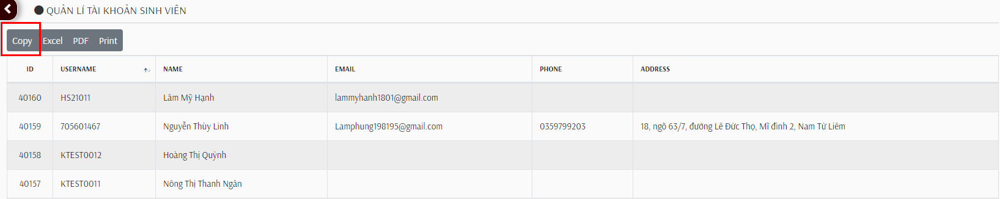 QUẢN LÍ TÀI KHOẢN SINH VIÊN
Copy Excel PDF Print
ID USERNAME NAME EMAIL PHONE ADDRESS
40160 HS21011 Lâm Mỹ Hạnh lammyhanh1801@gmail.com
40159 705601467 Nguyễn Thùy Linh Lamphung198195@gmail.com 0359799203 18, ngõ 63/7, đường Lê Đức Thọ, Mĩ đình 2, Nam Từ Liêm
40158 KTEST0012 Hoàng Thị Quỳnh
40157 KTEST0011 Nông Thị Thanh Ngân